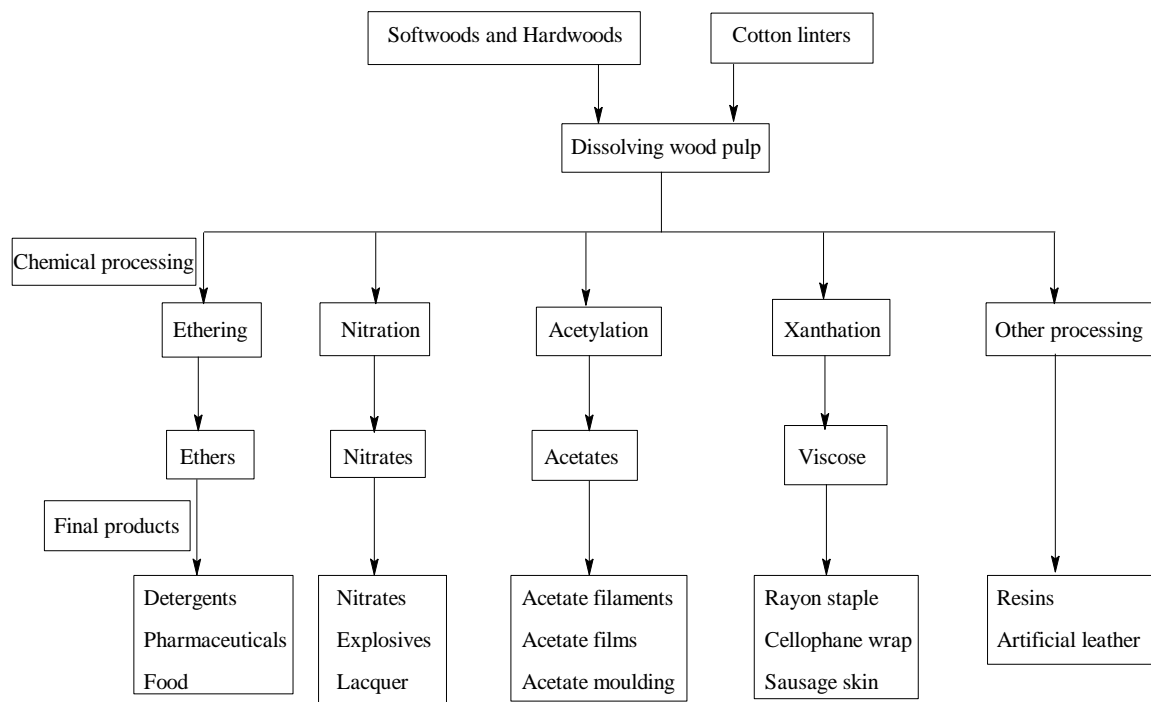 Softwoods and Hardwoods
Cotton linters
Dissolving wood pulp
Chemical processing
Ethering
Nitration
Acetylation
Xanthation
Other processing
Ethers
Nitrates
Acetates
Viscose
Final products
Detergents
Pharmaceuticals
Food
Nitrates
Explosives
Lacquer
Acetate filaments
Acetate films
Acetate moulding
Rayon staple
Cellophane wrap
Sausage skin
Resins
Artificial leather